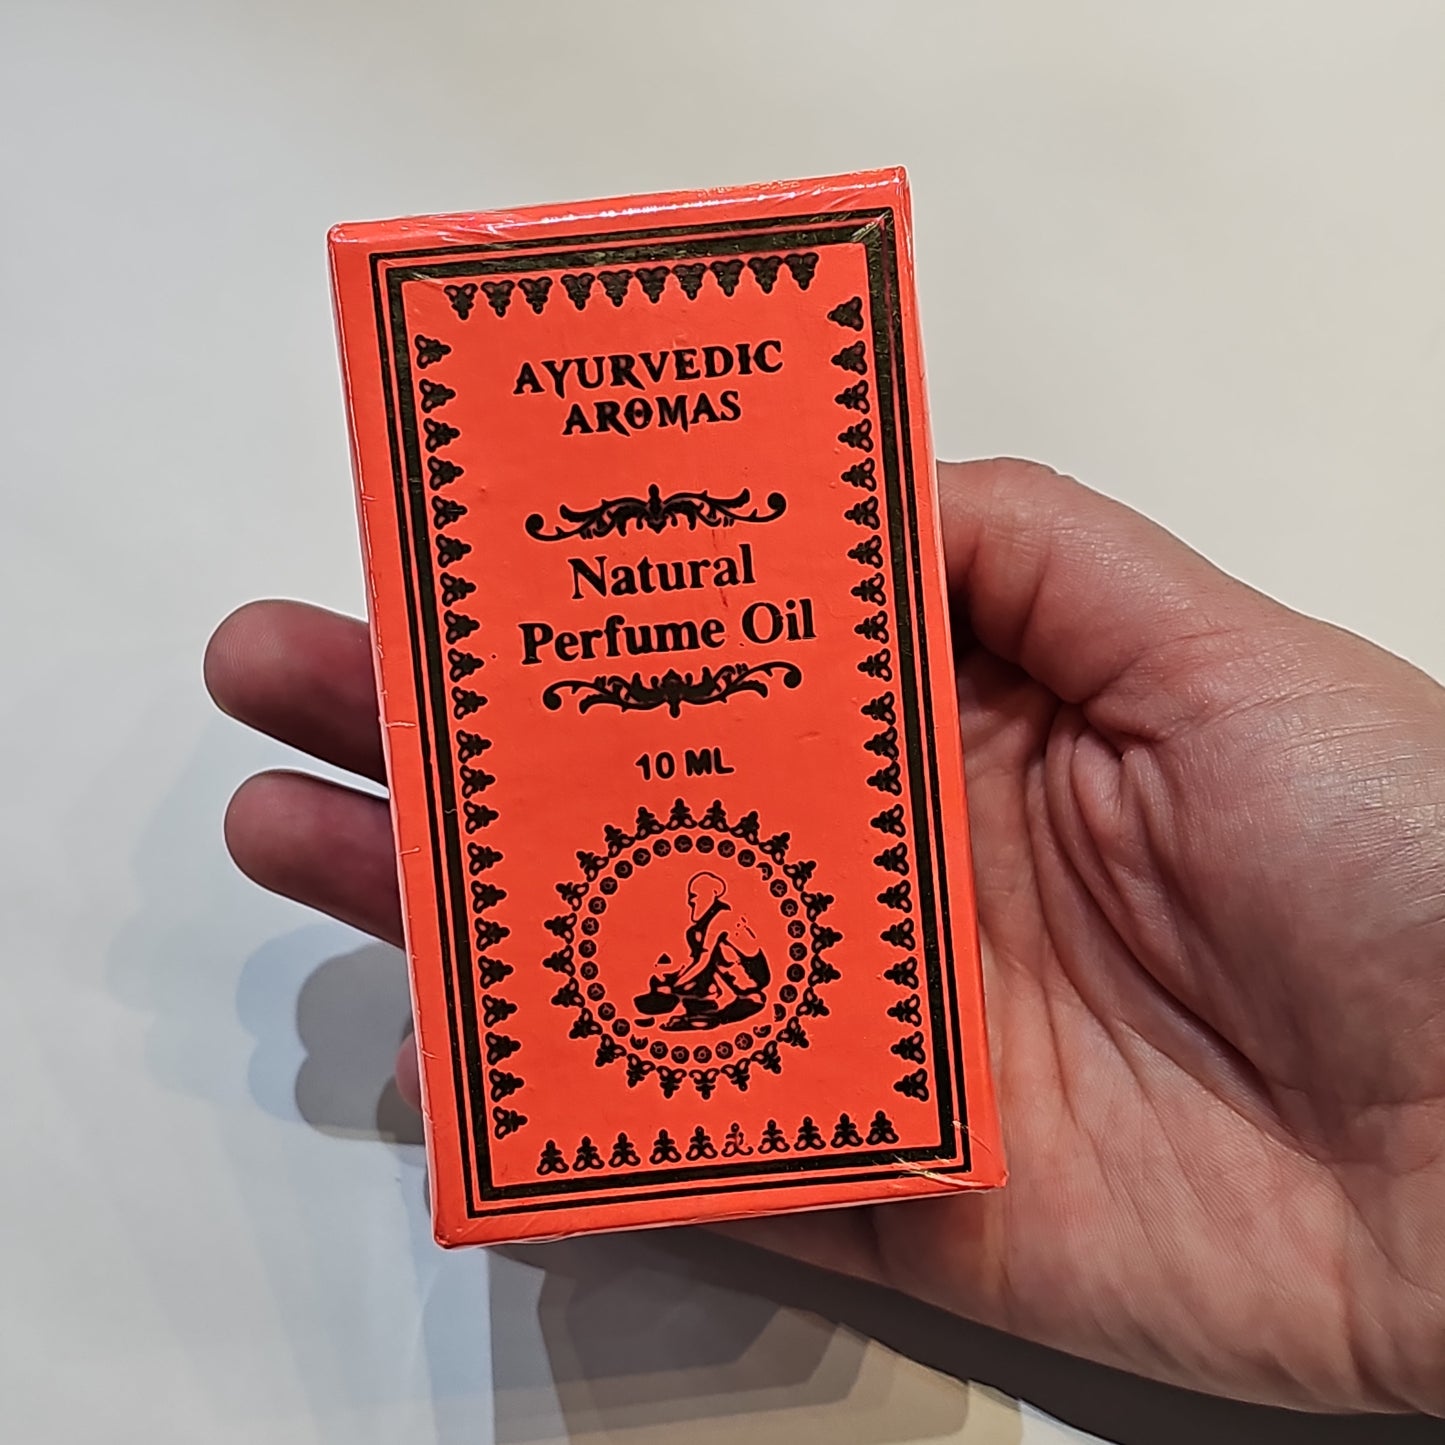 AYURVEDIC
AROMAS
Natural
Perfume Oil
10 ML